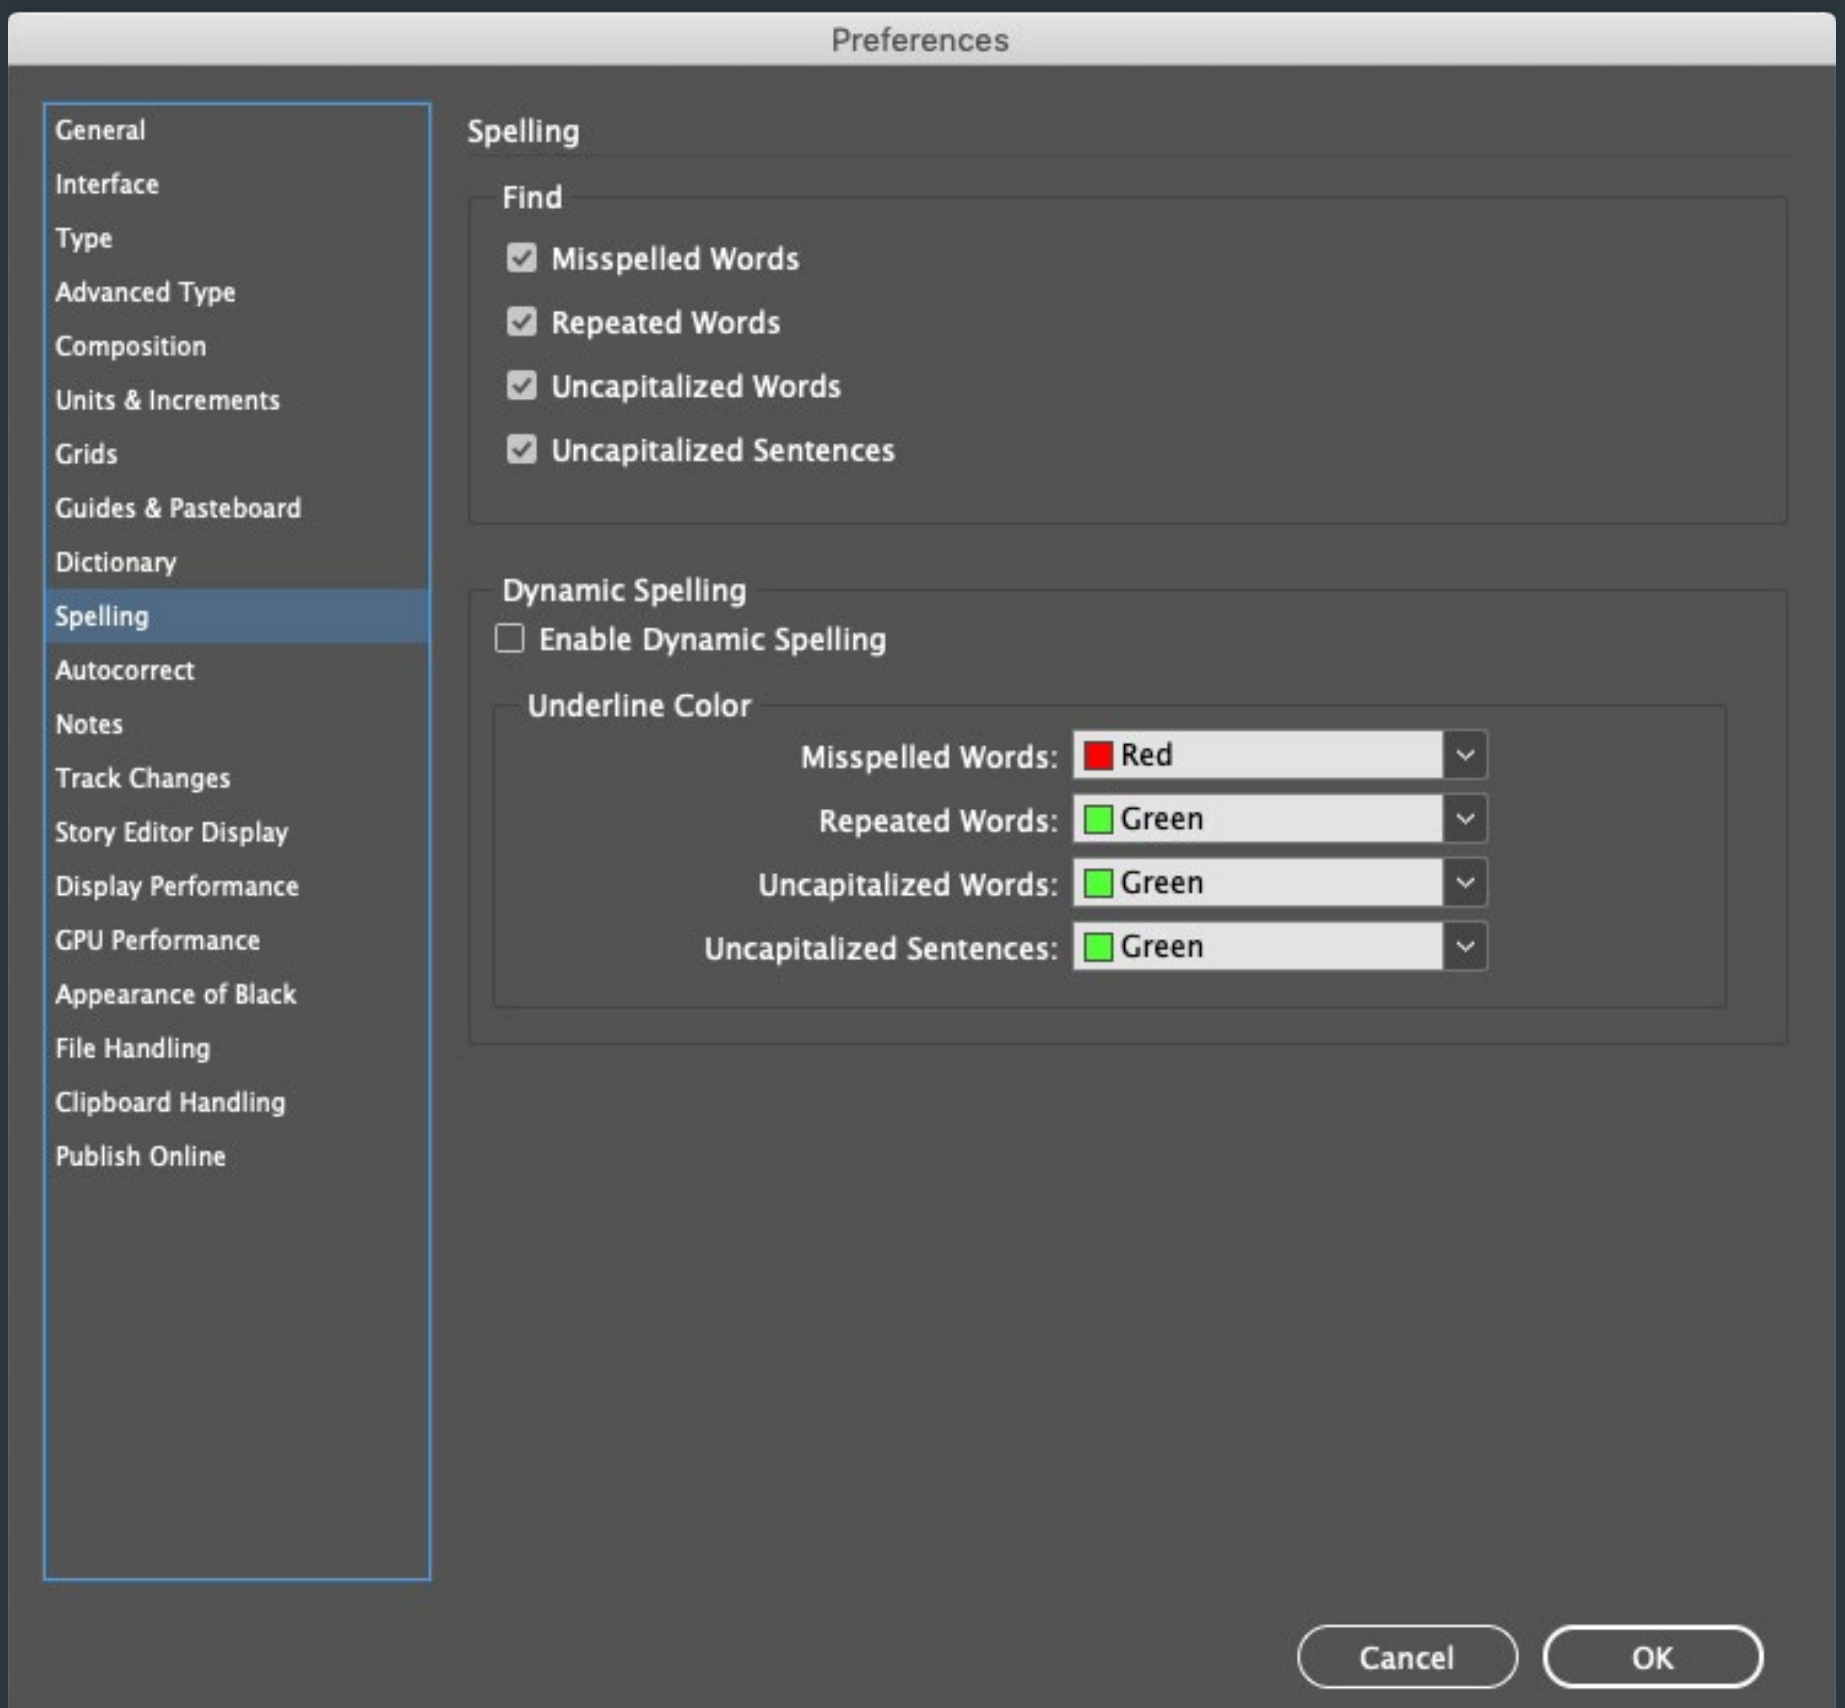 Preferences
General
Interface
Type
Advanced Type
Composition
Units & Increments
Grids
Guides & Pasteboard
Dictionary
Spelling
Autocorrect
Notes
Track Changes
Story Editor Display
Display Performance
GPU Performance
Appearance of Black
File Handling
Clipboard Handling
Publish Online
Spelling
Find
Misspelled Words
Repeated Words
Uncapitalized Words
Uncapitalized Sentences
Dynamic Spelling
Enable Dynamic Spelling
Underline Color
Misspelled Words: Red
Repeated Words: Green
Uncapitalized Words: Green
Uncapitalized Sentences: Green
Cancel OK